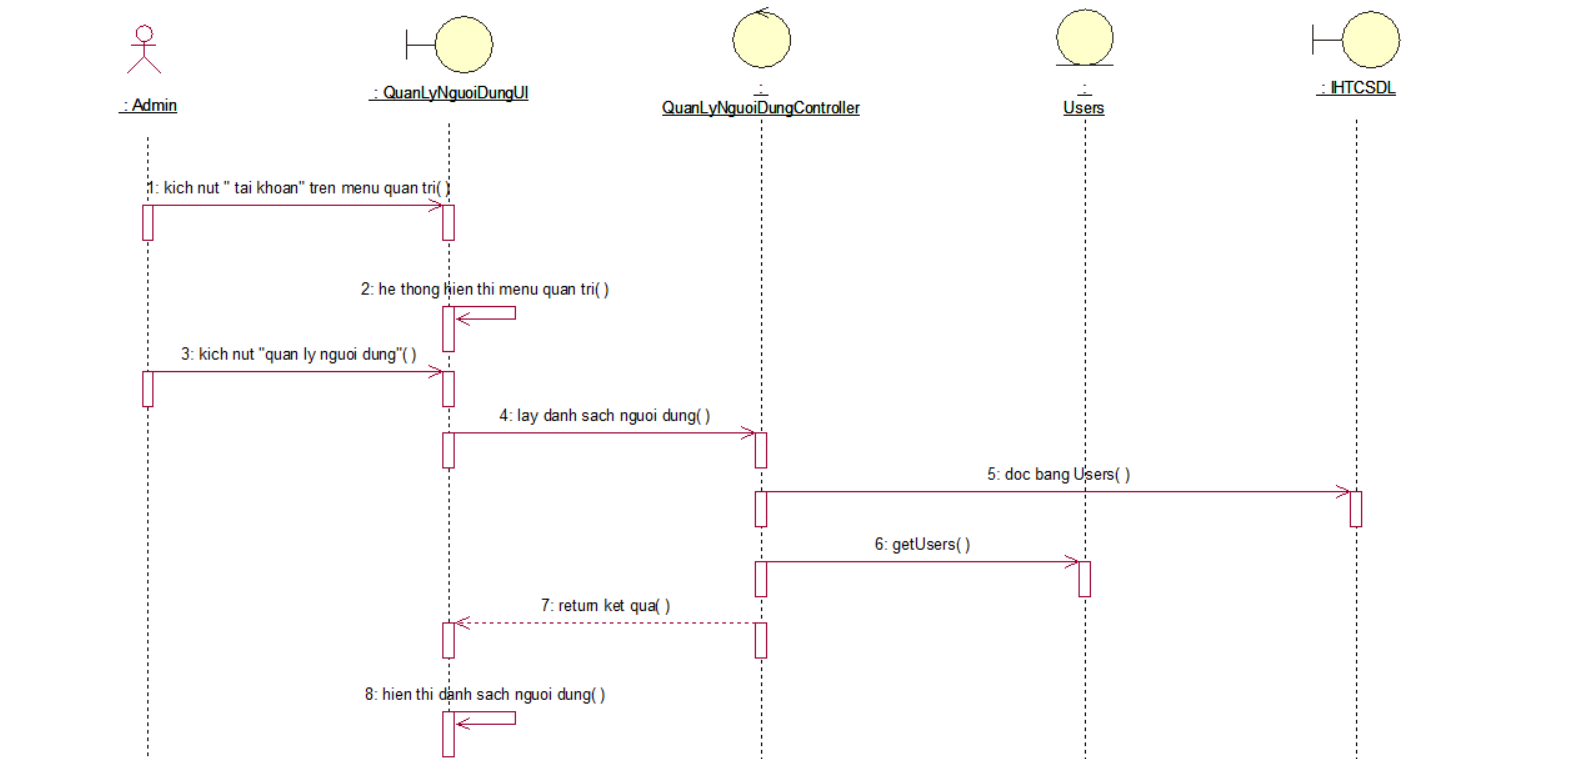 : Admin
: QuanLyNguoiDungUI
:
QuanLyNguoiDungController
:
Users
: IHTCSDL
1: kich nut " tai khoan" tren menu quan tri( )
2: he thong hien thi menu quan tri( )
3: kich nut "quan ly nguoi dung"( )
4: lay danh sach nguoi dung( )
5: doc bang Users( )
6: getUsers( )
7: return ket qua( )
8: hien thi danh sach nguoi dung( )